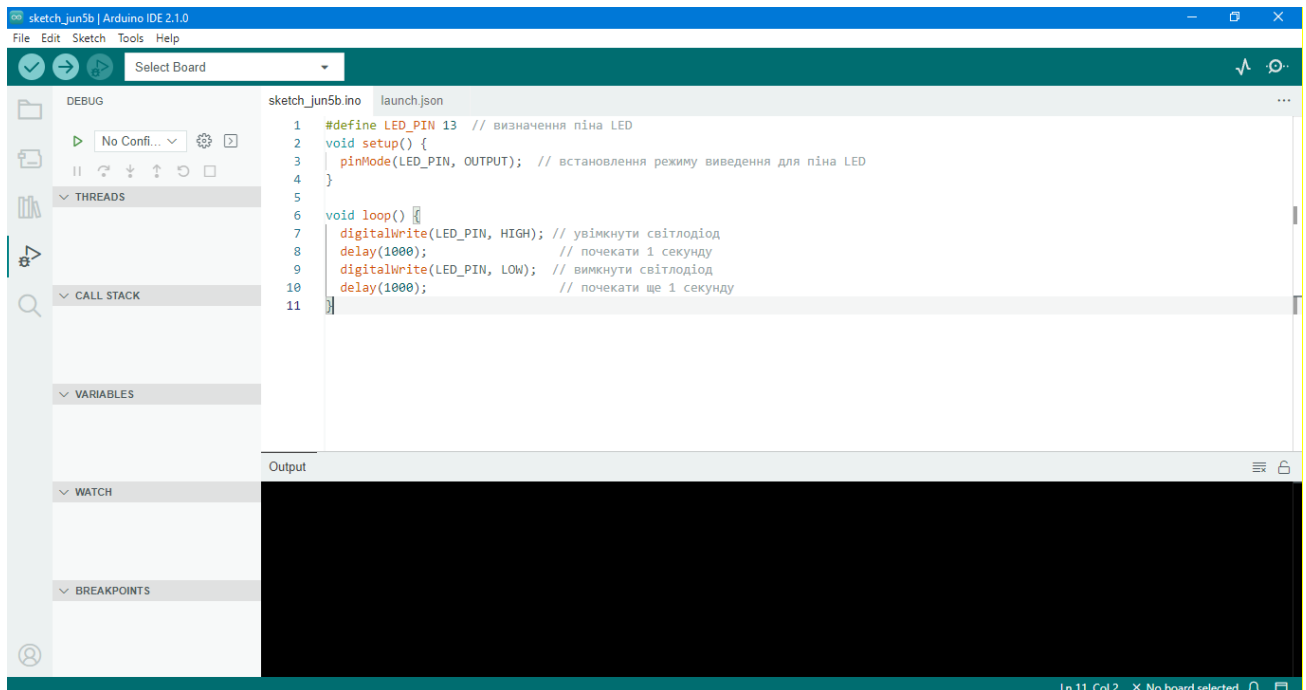 sketch_jun5b | Arduino IDE 2.1.0
File Edit Sketch Tools Help
Select Board
DEBUG
No Confi...
THREADS
CALL STACK
VARIABLES
WATCH
BREAKPOINTS
sketch_jun5b.ino launch.json
1 #define LED_PIN 13 // визначення піна LED
2 void setup() {
3 pinMode(LED_PIN, OUTPUT); // встановлення режиму виведення для піна LED
4 }
5
6 void loop() {
7 digitalWrite(LED_PIN, HIGH); // увімкнути світлодіод
8 delay(1000); // почекати 1 секунду
9 digitalWrite(LED_PIN, LOW); // вимкнути світлодіод
10 delay(1000); // почекати ще 1 секунду
11 }
Output
Ln 11, Col 2 No board selected